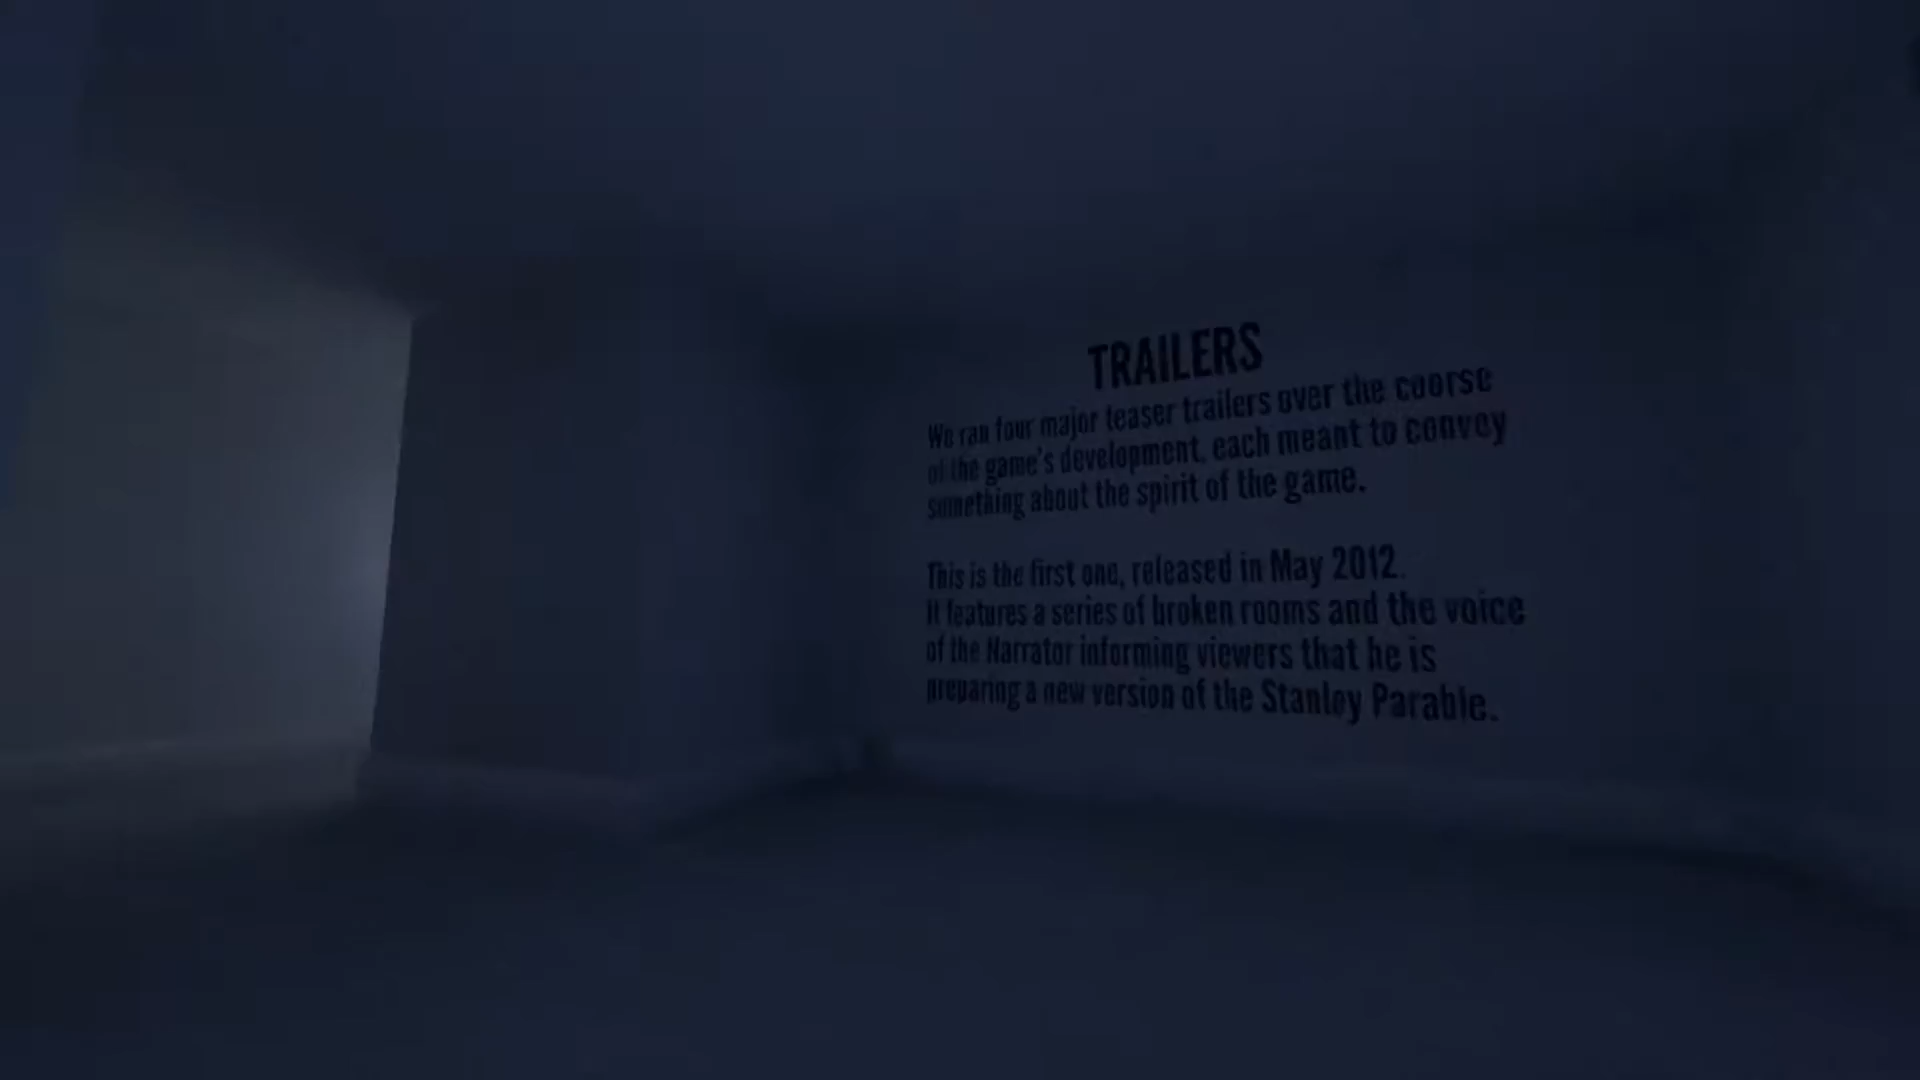 TRAILERS
We ran four major teaser trailers over the course
of the game's development, each meant to convey
something about the spirit of the game.
This is the first one, released in May 2012.
It features a series of broken rooms and the voice
of the Narrator informing viewers that he is
preparing a new version of the Stanley Parable.